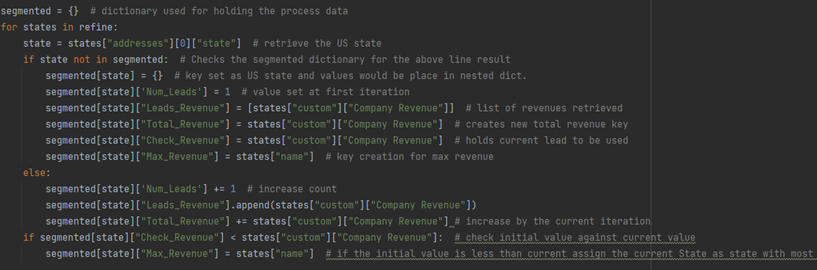 segmented = {}  # dictionary used for holding the process data
for states in refine:
    state = states["addresses"][0]["state"]  # retrieve the US state
    if state not in segmented:  # Checks the segmented dictionary for the above line result
        segmented[state] = {}  # key set as US state and values would be place in nested dict.
        segmented[state]['Num_Leads'] = 1  # value set at first iteration
        segmented[state]["Leads_Revenue"] = [states["custom"]["Company Revenue"]]  # list of revenues retrieved
        segmented[state]["Total_Revenue"] = states["custom"]["Company Revenue"]  # creates new total revenue key
        segmented[state]["Check_Revenue"] = states["custom"]["Company Revenue"]  # holds current lead to be used
        segmented[state]["Max_Revenue"] = states["name"]  # key creation for max revenue
    else:
        segmented[state]['Num_Leads'] += 1  # increase count
        segmented[state]["Leads_Revenue"].append(states["custom"]["Company Revenue"])
        segmented[state]["Total_Revenue"] += states["custom"]["Company Revenue"] # increase by the current iteration
    if segmented[state]["Check_Revenue"] < states["custom"]["Company Revenue"]:  # check initial value against current value
        segmented[state]["Max_Revenue"] = states["name"]  # if the initial value is less than current assign the current State as state with most